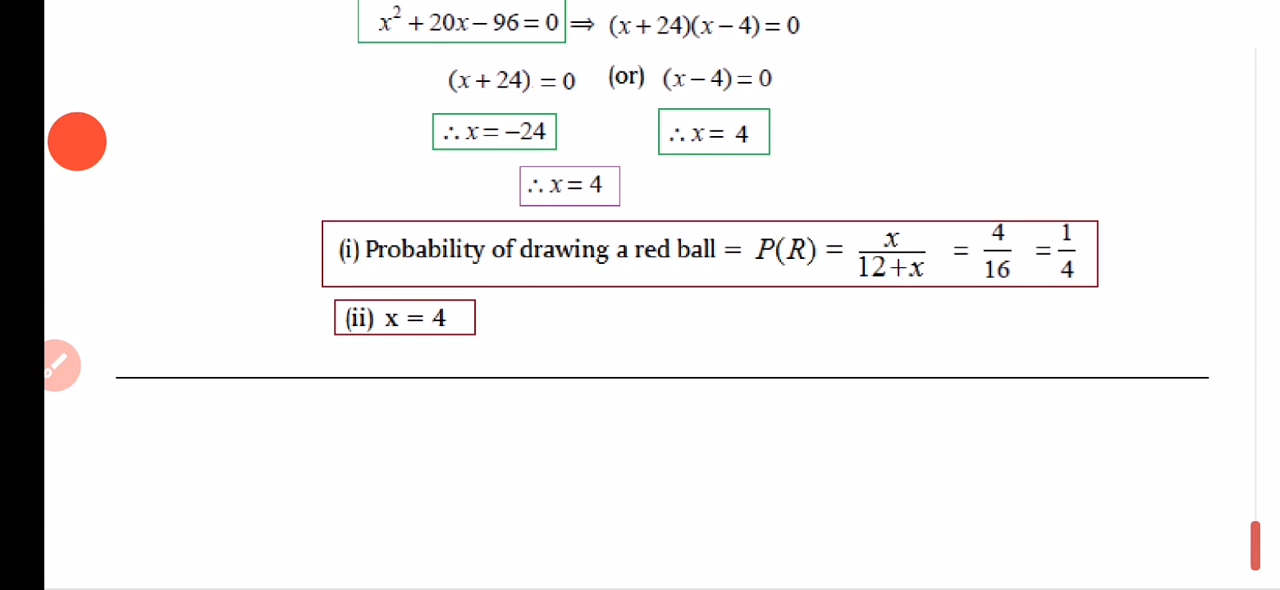 x² + 20x − 96 = 0 ⇒ (x + 24)(x − 4) = 0
(x + 24) = 0 (or) (x − 4) = 0
∴ x = −24 ∴ x = 4
∴ x = 4
(i) Probability of drawing a red ball = P(R) = x/12+x = 4/16 = 1/4
(ii) x = 4